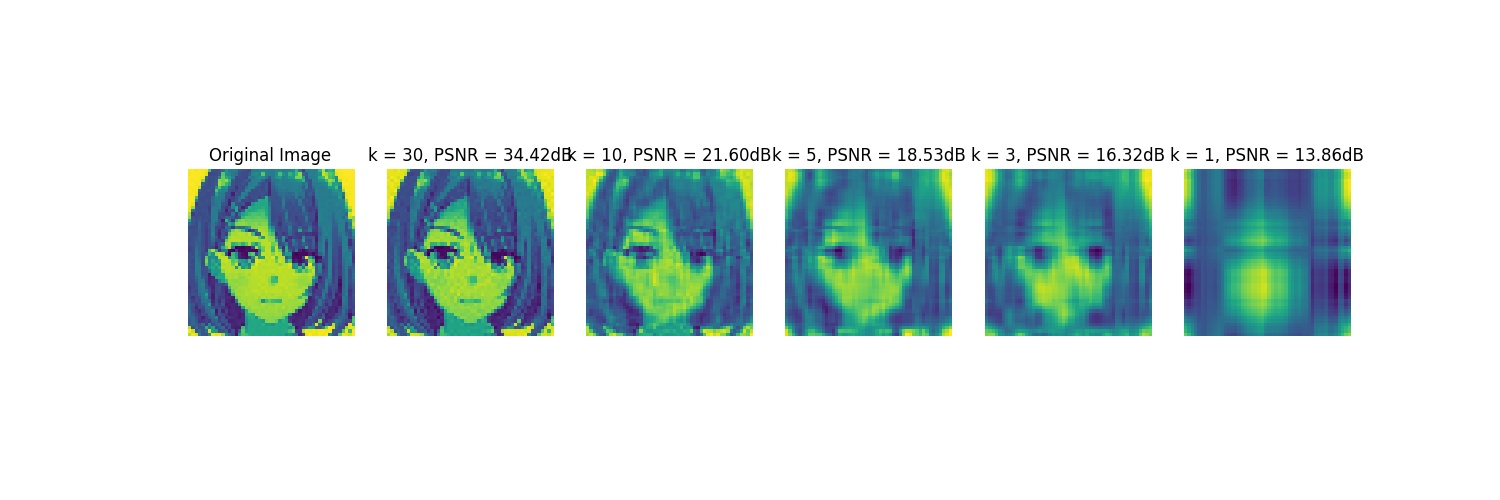 Original Image
k = 30, PSNR = 34.42dB
k = 10, PSNR = 21.60dB
k = 5, PSNR = 18.53dB
k = 3, PSNR = 16.32dB
k = 1, PSNR = 13.86dB